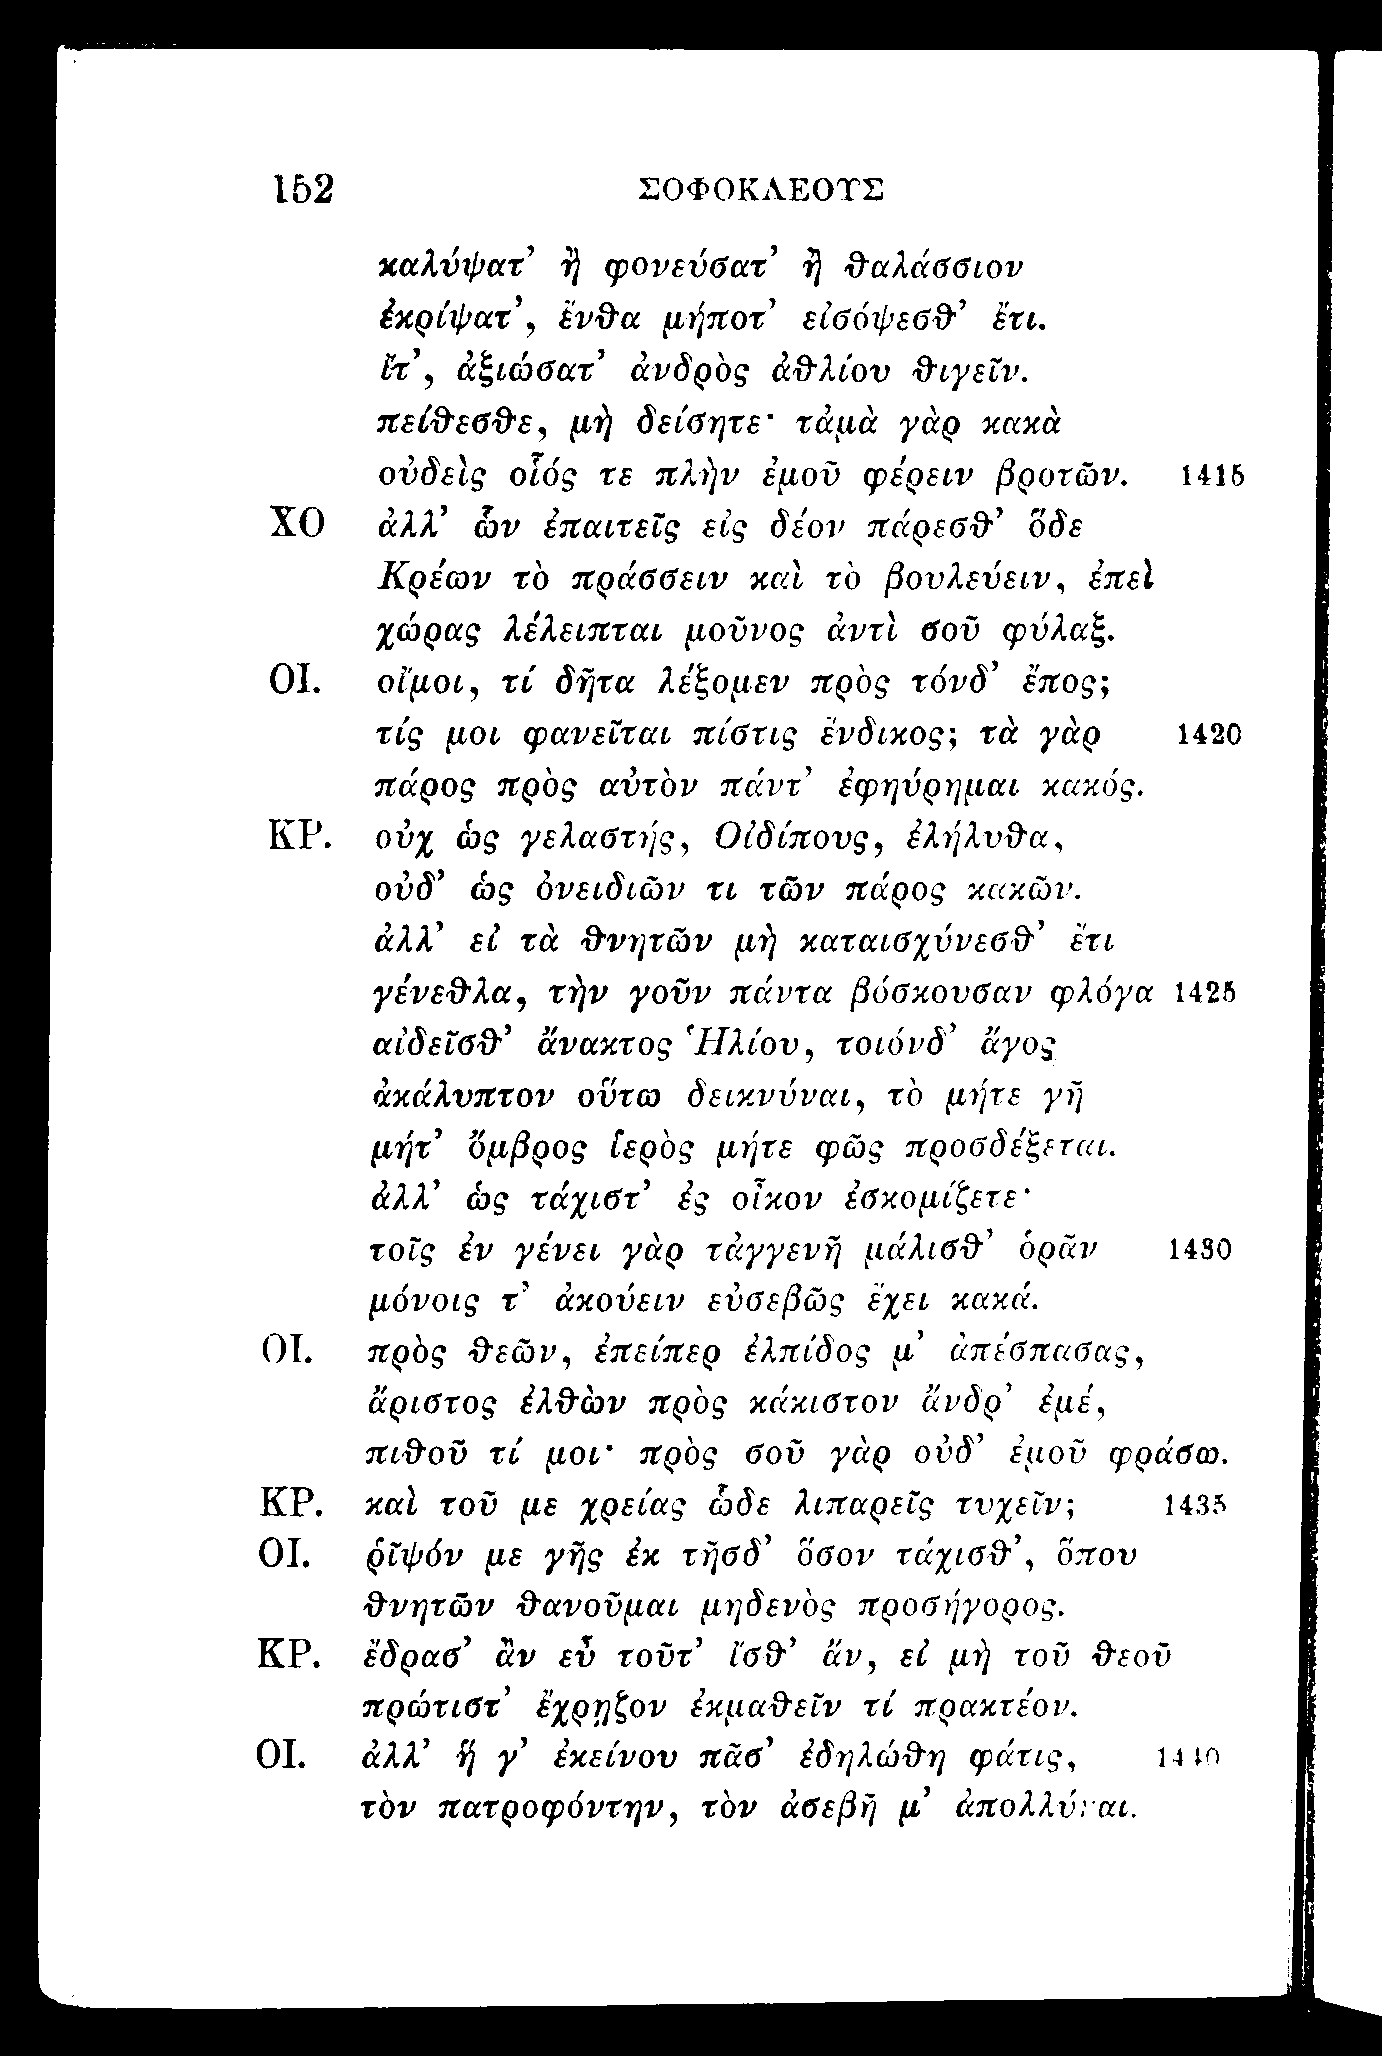 152 ΣΟΦΟΚΛΕΟΥΣ
καλύψατ’ ἢ φονεύσατ’ ἢ θαλάσσιον
ἐκρίψατ’, ἔνθα μήποτ’ εἰσόψεσθ’ ἔτι.
ἴτ’, ἀξιώσατ’ ἀνδρὸς ἀθλίου θιγεῖν.
πείθεσθε, μὴ δείσητε· τἀμὰ γὰρ κακὰ
οὐδεὶς οἷός τε πλὴν ἐμοῦ φέρειν βροτῶν. 1415
ΧΟ ἀλλ’ ὧν ἐπαιτεῖς εἰς δέον πάρεσθ’ ὅδε
Κρέων τὸ πράσσειν καὶ τὸ βουλεύειν, ἐπεὶ
χώρας λέλειπται μοῦνος ἀντὶ σοῦ φύλαξ.
ΟΙ. οἴμοι, τί δῆτα λέξομεν πρὸς τόνδ’ ἔπος;
τίς μοι φανεῖται πίστις ἔνδικος; τὰ γὰρ 1420
πάρος πρὸς αὐτὸν πάντ’ ἐφηύρημαι κακός.
ΚΡ. οὐχ ὡς γελαστής, Οἰδίπους, ἐλήλυθα,
οὐδ’ ὡς ὀνειδιῶν τι τῶν πάρος κακῶν.
ἀλλ’ εἰ τὰ θνητῶν μὴ καταισχύνεσθ’ ἔτι
γένεθλα, τὴν γοῦν πάντα βόσκουσαν φλόγα 1425
αἰδεῖσθ’ ἄνακτος Ἡλίου, τοιόνδ’ ἄγος
ἀκάλυπτον οὕτω δεικνύναι, τὸ μήτε γῆ
μήτ’ ὄμβρος ἱερὸς μήτε φῶς προσδέξεται.
ἀλλ’ ὡς τάχιστ’ ἐς οἶκον ἐσκομίζετε·
τοῖς ἐν γένει γὰρ τἀγγενῆ μάλισθ’ ὁρᾶν 1430
μόνοις τ’ ἀκούειν εὐσεβῶς ἔχει κακά.
ΟΙ. πρὸς θεῶν, ἐπείπερ ἐλπίδος μ’ ἀπέσπασας,
ἄριστος ἐλθὼν πρὸς κάκιστον ἄνδρ’ ἐμέ,
πιθοῦ τί μοι· πρὸς σοῦ γὰρ οὐδ’ ἐμοῦ φράσω.
ΚΡ. καὶ τοῦ με χρείας ὧδε λιπαρεῖς τυχεῖν; 1435
ΟΙ. ῥῖψόν με γῆς ἐκ τῆσδ’ ὅσον τάχισθ’, ὅπου
θνητῶν θανοῦμαι μηδενὸς προσήγορος.
ΚΡ. ἔδρασ’ ἂν εὖ τοῦτ’ ἴσθ’ ἄν, εἰ μὴ τοῦ θεοῦ
πρώτιστ’ ἔχρῃζον ἐκμαθεῖν τί πρακτέον.
ΟΙ. ἀλλ’ ἥ γ’ ἐκείνου πᾶσ’ ἐδηλώθη φάτις, 1440
τὸν πατροφόντην, τὸν ἀσεβῆ μ’ ἀπολλύναι.